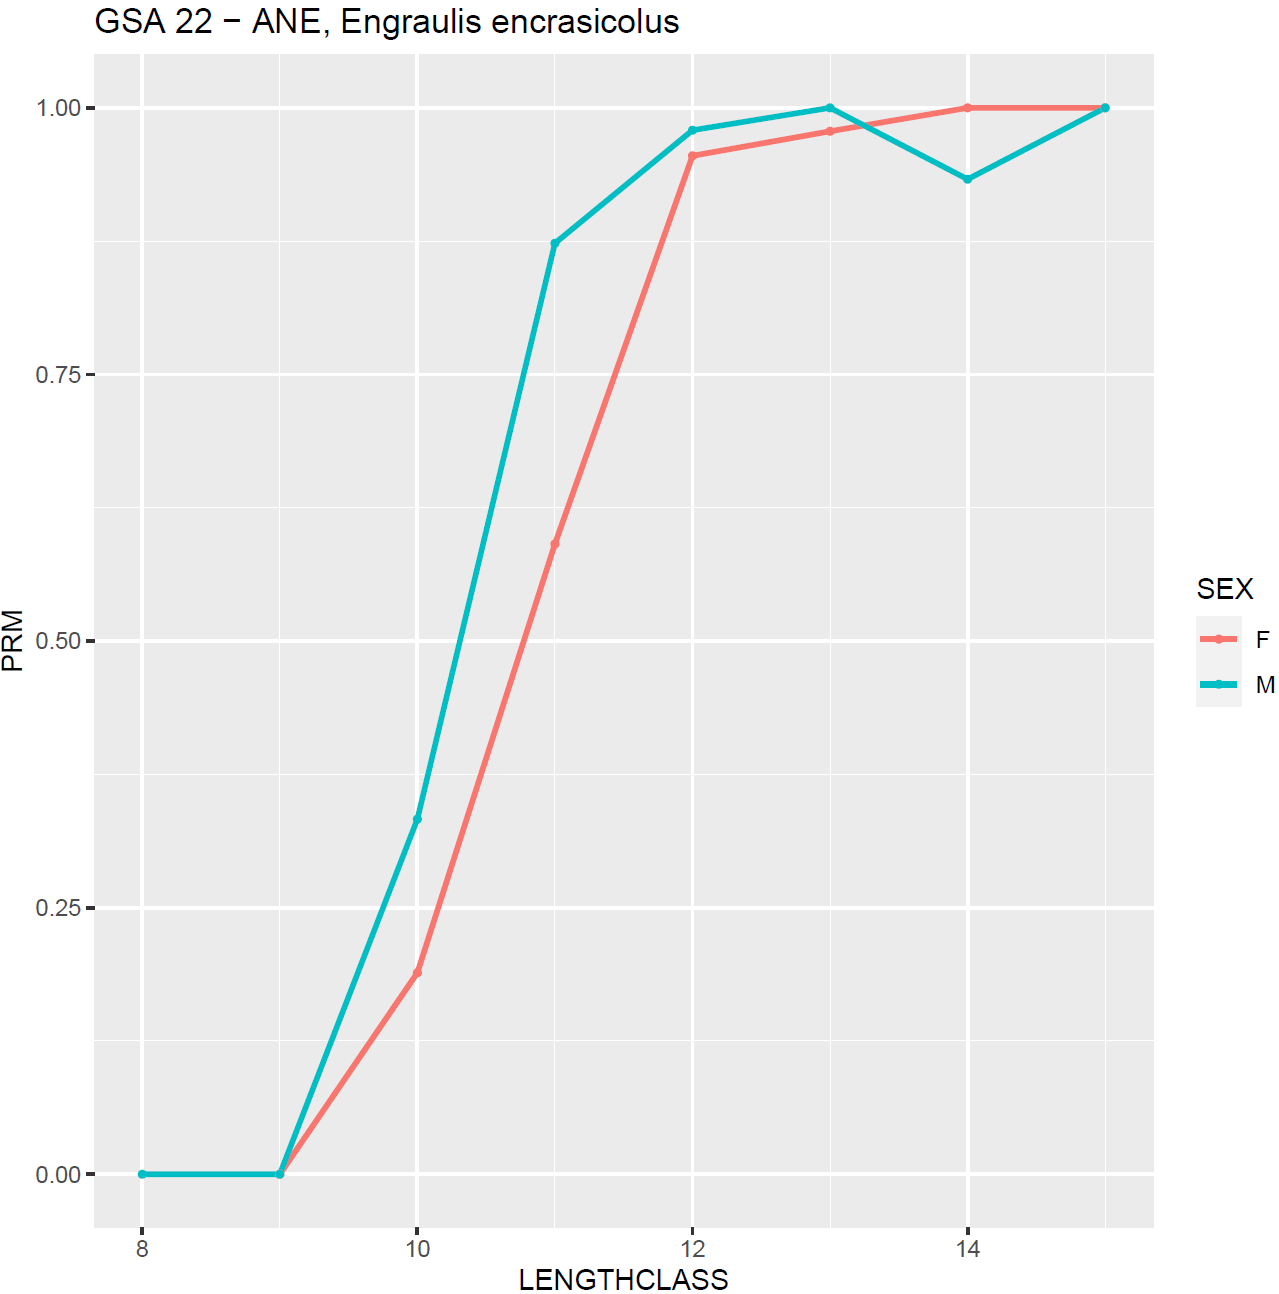 GSA 22 − ANE, Engraulis encrasicolus
1.00
0.75
0.50
0.25
0.00
PRM
8
10
12
14
LENGTHCLASS
SEX
F
M